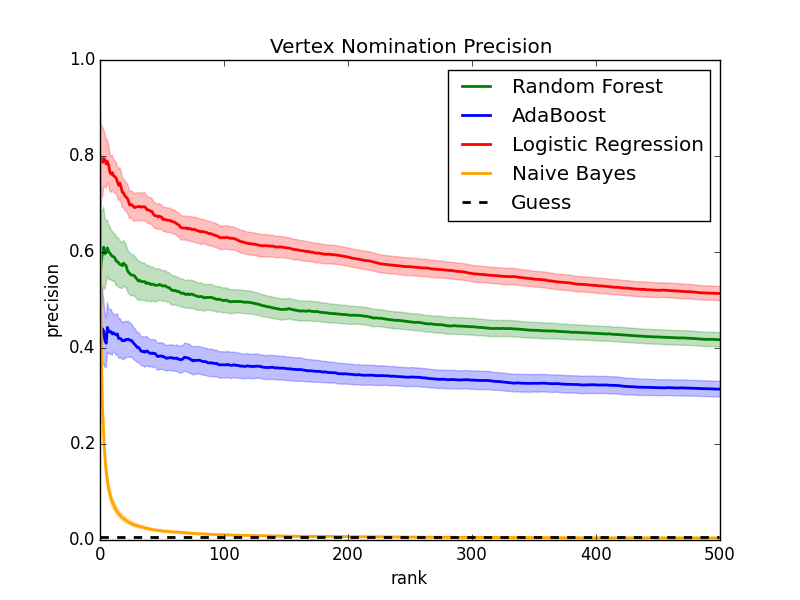 Vertex Nomination Precision
1.0
0.8
0.6
0.4
0.2
0.0
precision
Random Forest
AdaBoost
Logistic Regression
Naive Bayes
Guess
0 100 200 300 400 500
rank